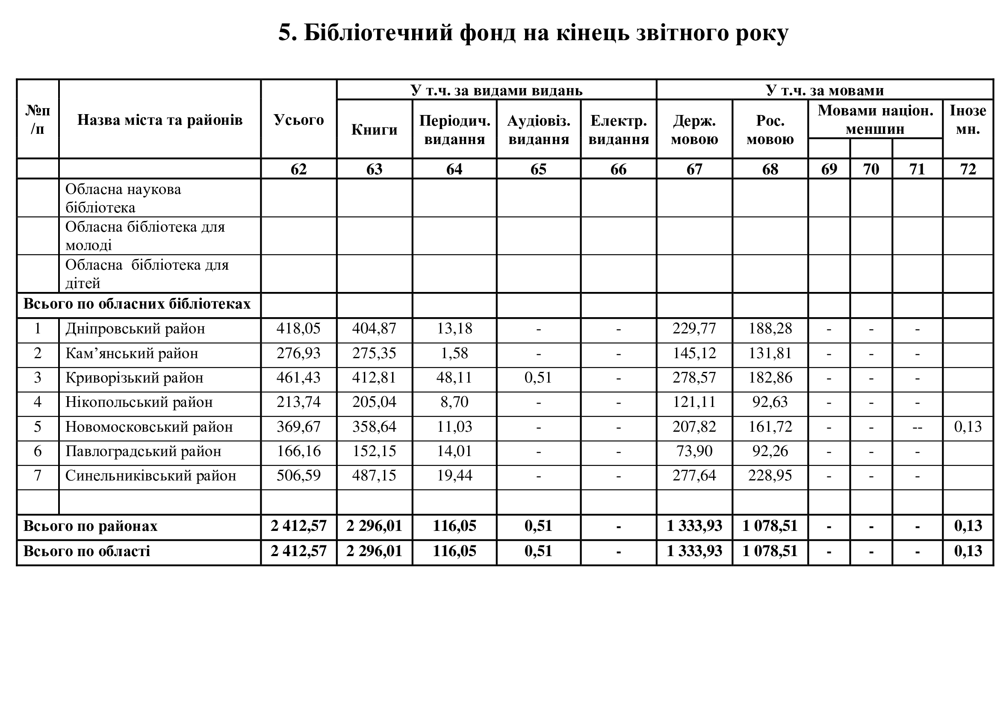 5. Бібліотечний фонд на кінець звітного року
№п /п Назва міста та районів Усього У т.ч. за видами видань У т.ч. за мовами
Книги Періодич. видання Аудіовіз. видання Електр. видання Держ. мовою Рос. мовою Мовами націон. меншин Інозе мн.
62 63 64 65 66 67 68 69 70 71 72
Обласна наукова
бібліотека
Обласна бібліотека для
молоді
Обласна бібліотека для
дітей
Всього по обласних бібліотеках
1 Дніпровський район 418,05 404,87 13,18 - - 229,77 188,28 - - -
2 Кам’янський район 276,93 275,35 1,58 - - 145,12 131,81 - - -
3 Криворізький район 461,43 412,81 48,11 0,51 - 278,57 182,86 - - -
4 Нікопольський район 213,74 205,04 8,70 - - 121,11 92,63 - - -
5 Новомосковський район 369,67 358,64 11,03 - - 207,82 161,72 - - -- 0,13
6 Павлоградський район 166,16 152,15 14,01 - - 73,90 92,26 - - -
7 Синельниківський район 506,59 487,15 19,44 - - 277,64 228,95 - - -
Всього по районах 2 412,57 2 296,01 116,05 0,51 - 1 333,93 1 078,51 - - - 0,13
Всього по області 2 412,57 2 296,01 116,05 0,51 - 1 333,93 1 078,51 - - - 0,13